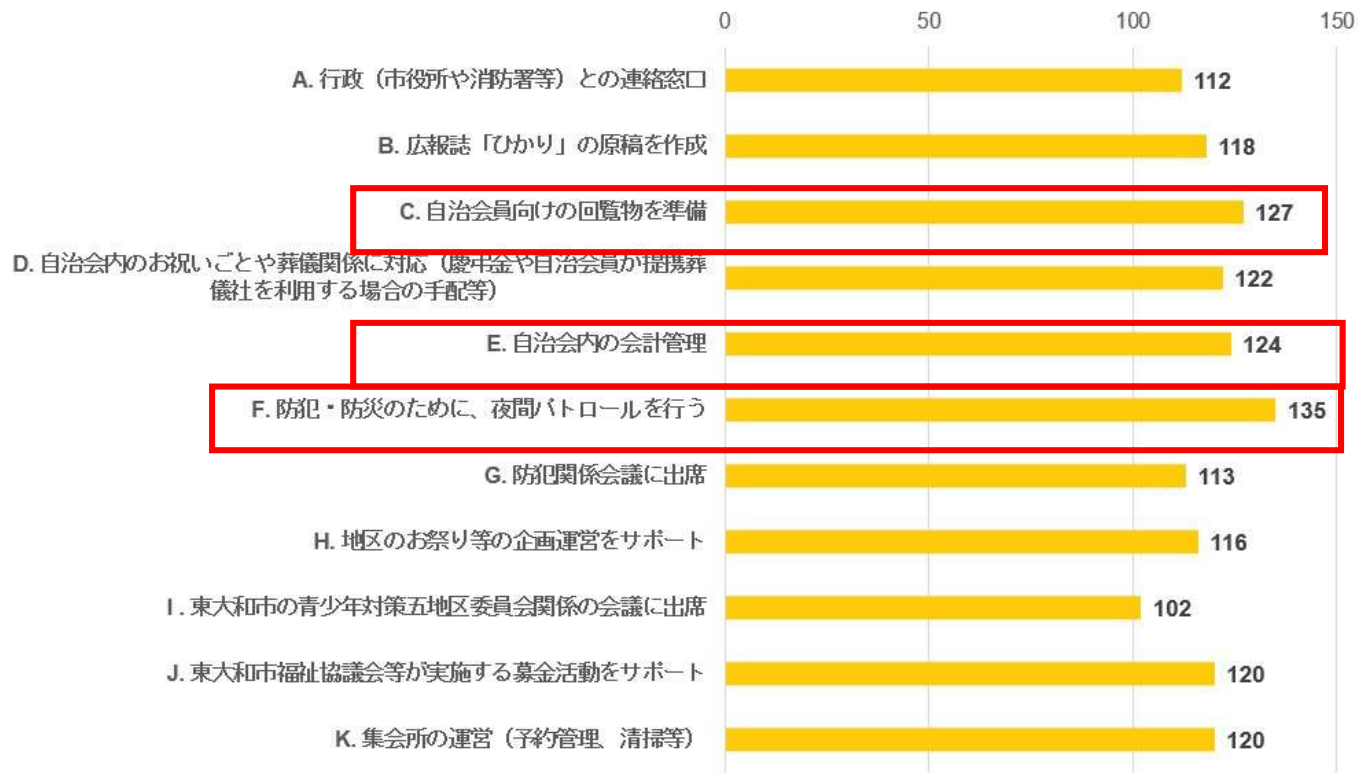 0 50 100 150
A. 行政（市役所や消防署等）との連絡窓口 112
B. 広報誌「ひかり」の原稿を作成 118
C. 自治会員向けの回覧物を準備 127
D. 自治会内のお祝いごとや葬儀関係に対応（慶弔金や自治会員が提携葬
儀社を利用する場合の手配等） 122
E. 自治会内の会計管理 124
F. 防犯・防災のために、夜間パトロールを行う 135
G. 防犯関係会議に出席 113
H. 地区のお祭り等の企画運営をサポート 116
I. 東大和市の青少年対策五地区委員会関係の会議に出席 102
J. 東大和市福祉協議会等が実施する募金活動をサポート 120
K. 集会所の運営（予約管理、清掃等） 120